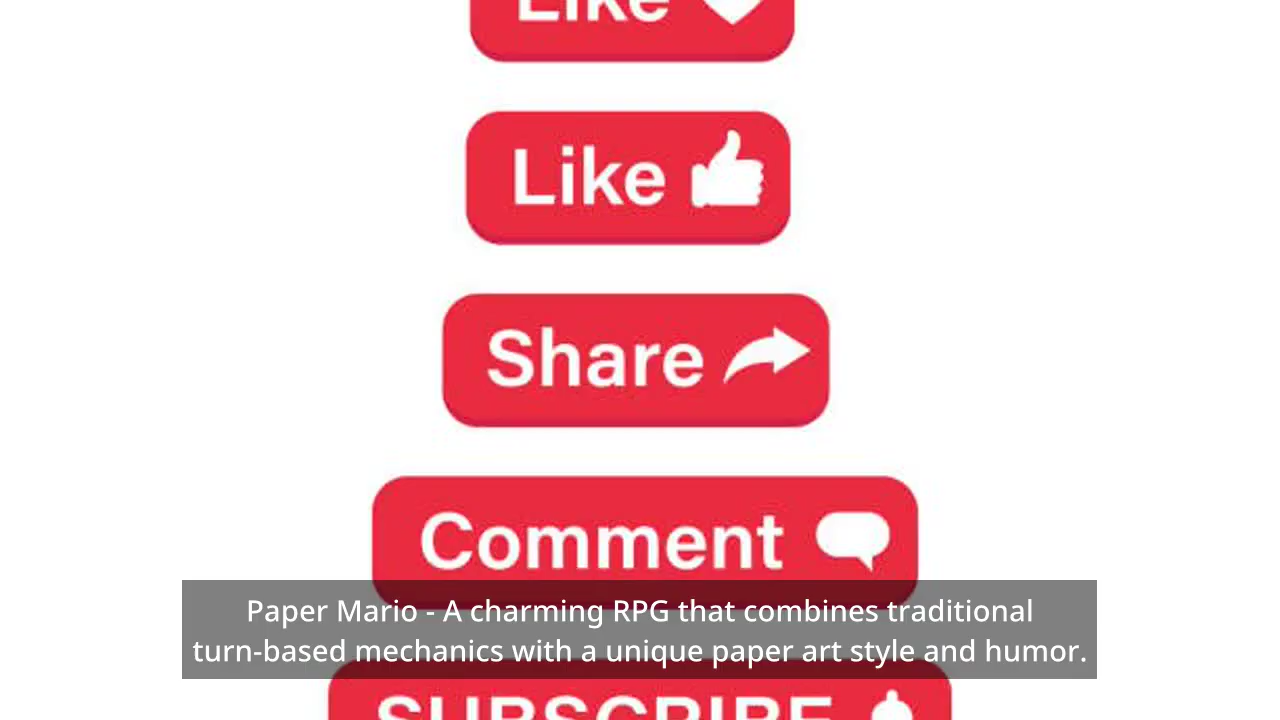 Like
Like
Share
Comment
Paper Mario - A charming RPG that combines traditional
turn-based mechanics with a unique paper art style and humor.
SUBSCRIBE